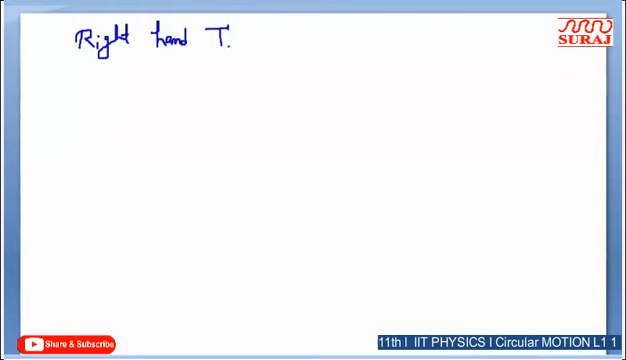 Right hand T.
SURAJ
Share & Subscribe
11th I IIT PHYSICS I Circular MOTION L1 1